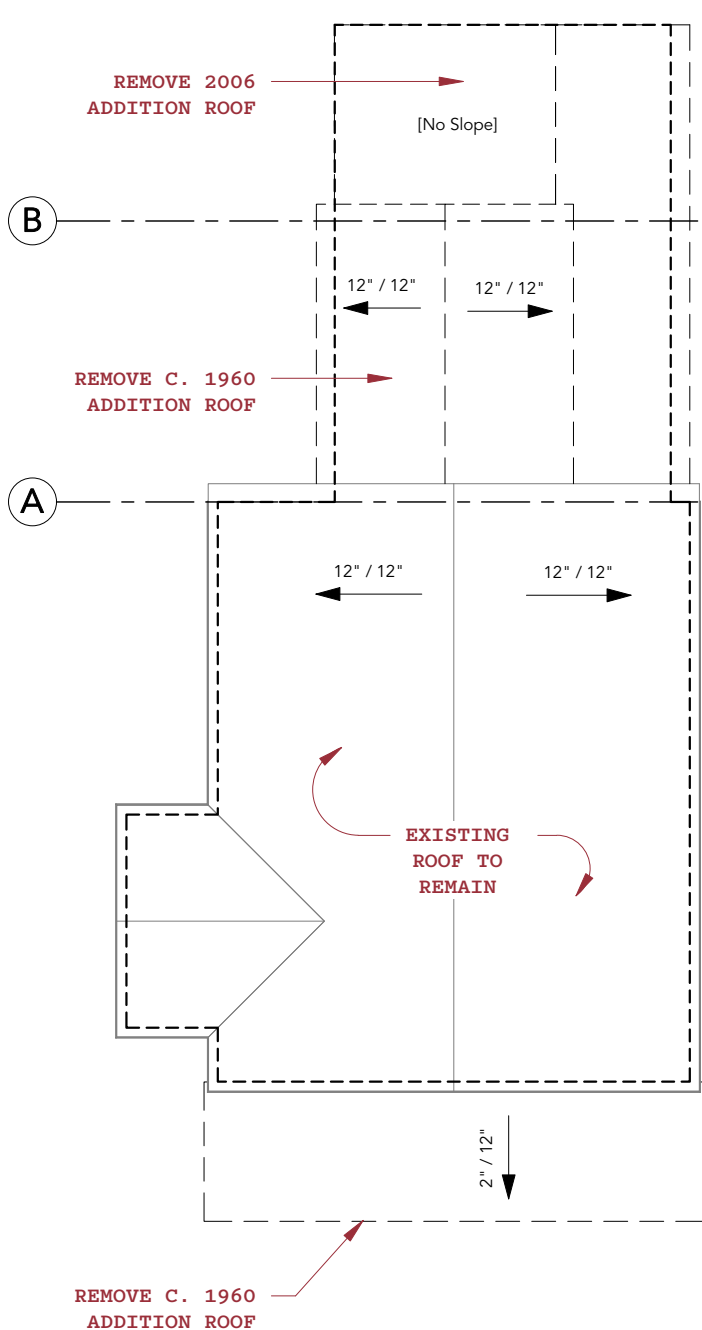 REMOVE 2006
ADDITION ROOF
[No Slope]
B
12" / 12"
12" / 12"
REMOVE C. 1960
ADDITION ROOF
A
12" / 12"
12" / 12"
EXISTING
ROOF TO
REMAIN
2" / 12"
REMOVE C. 1960
ADDITION ROOF